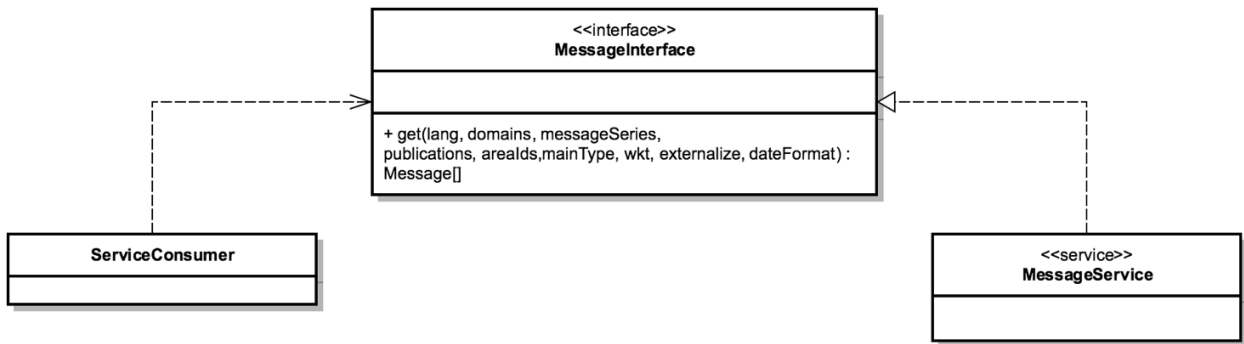 <<interface>>
MessageInterface
+ get(lang, domains, messageSeries,
publications, areaIds,mainType, wkt, externalize, dateFormat) :
Message[]
ServiceConsumer
<<service>>
MessageService